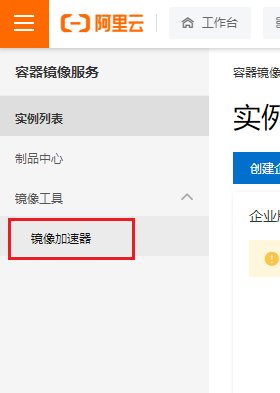 阿里云
工作台
容器镜像服务
容器镜像
实例列表
实例
制品中心
镜像工具
创建企
镜像加速器
企业版